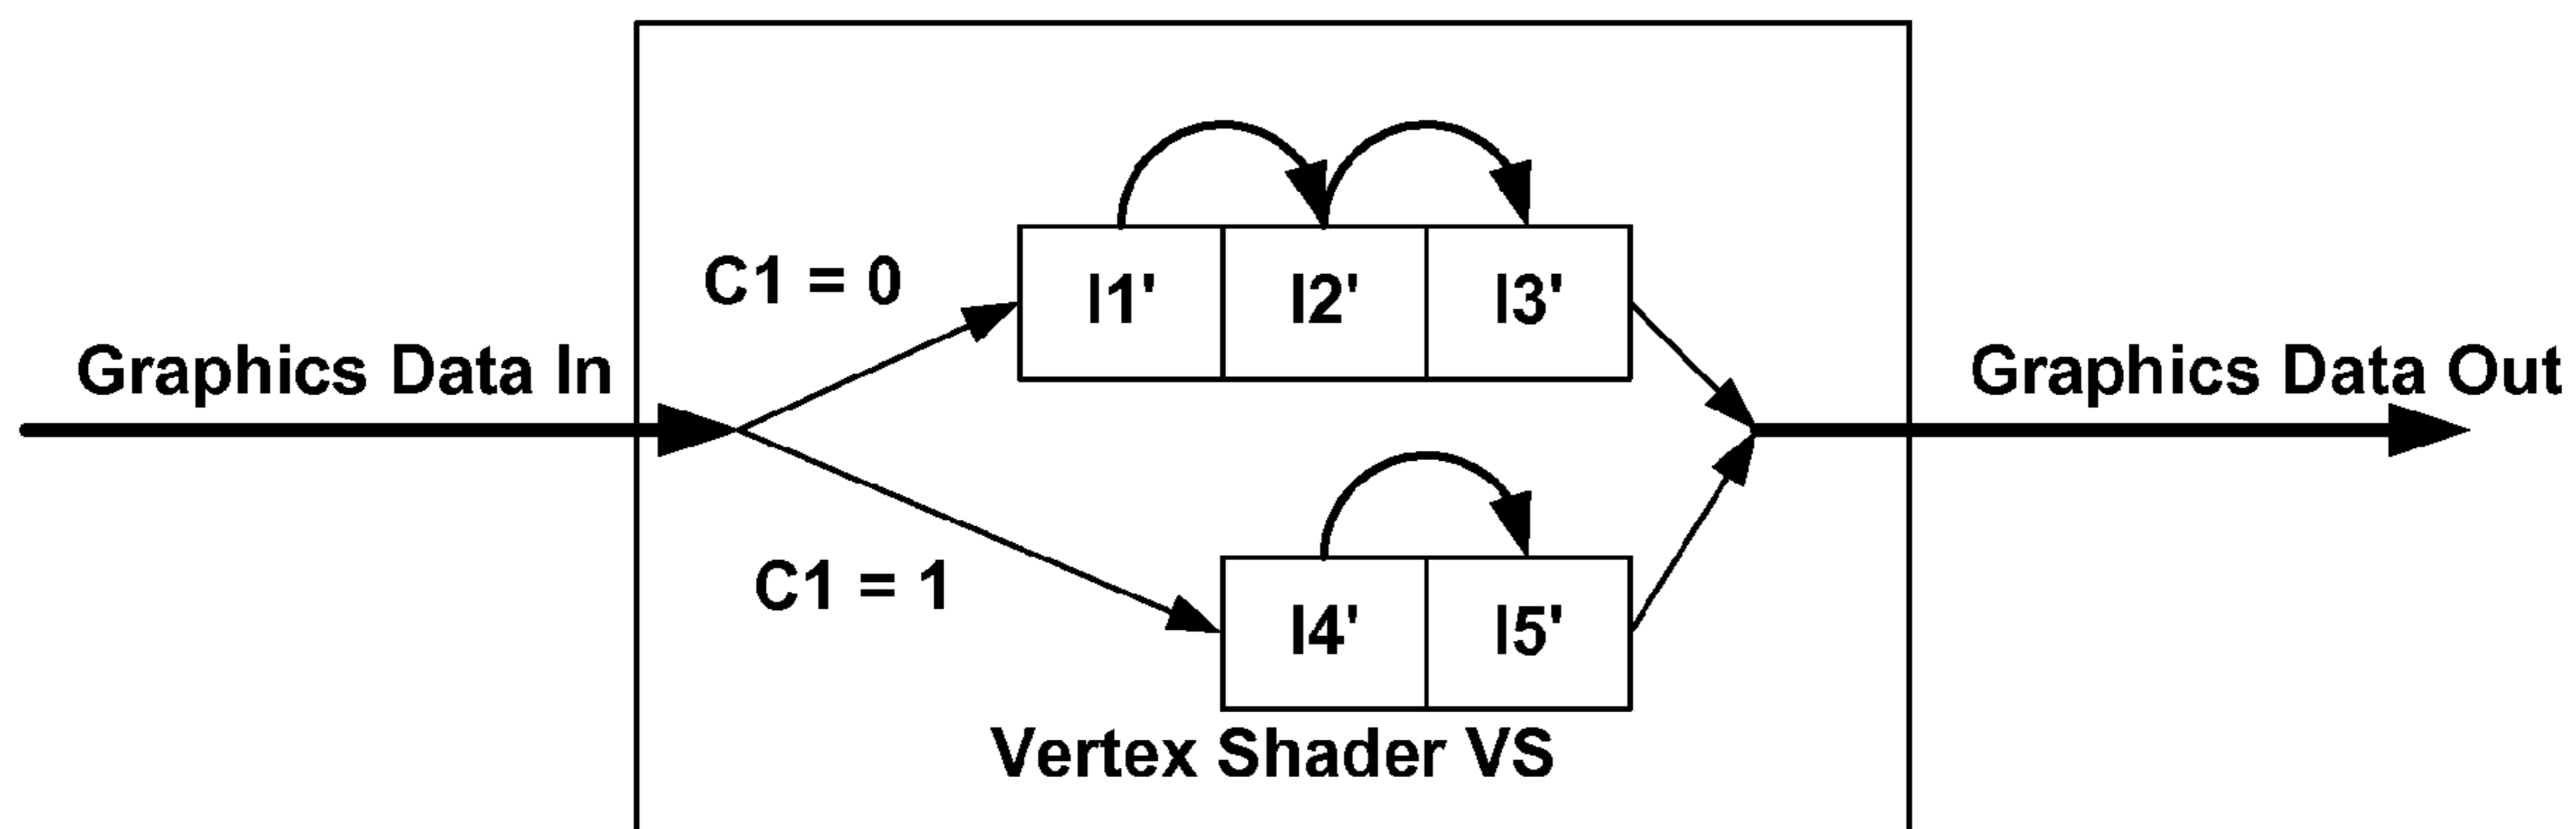 C1 = 0
I1' I2' I3'
Graphics Data In
Graphics Data Out
C1 = 1
I4' I5'
Vertex Shader VS